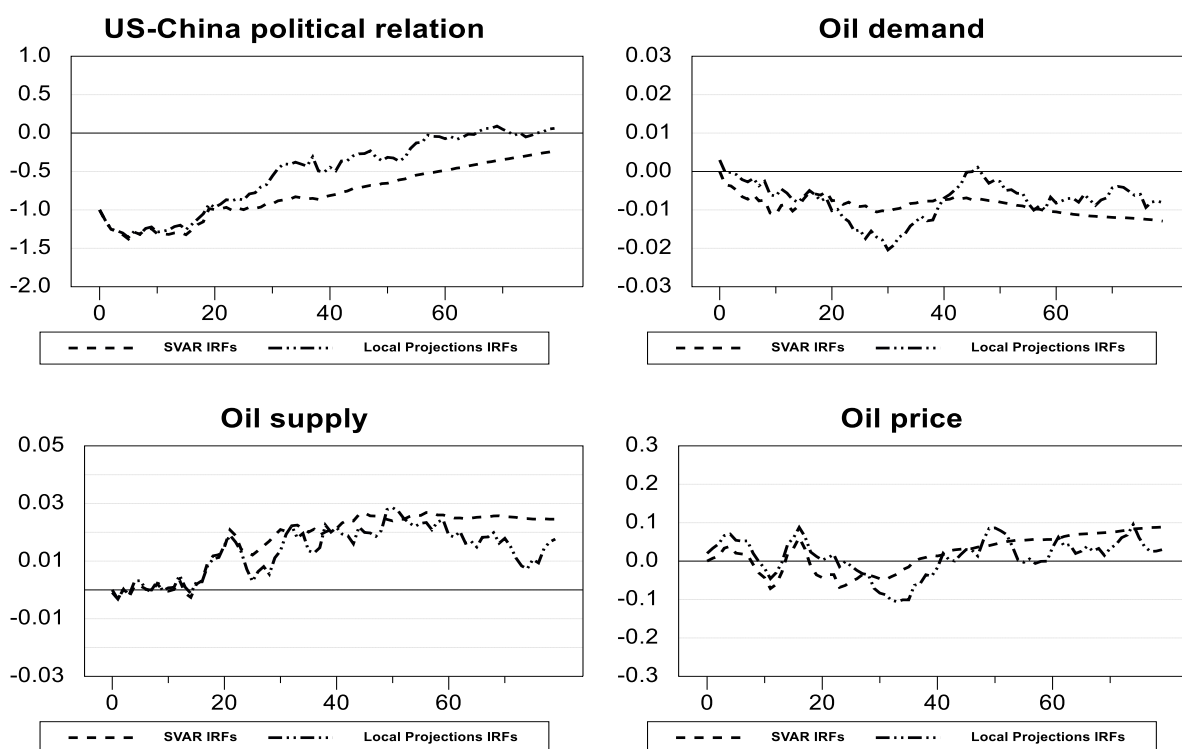 US-China political relation
1.0
0.5
0.0
-0.5
-1.0
-1.5
-2.0
0 20 40 60
SVAR IRFs Local Projections IRFs
Oil demand
0.03
0.02
0.01
0.00
-0.01
-0.02
-0.03
0 20 40 60
SVAR IRFs Local Projections IRFs
Oil supply
0.05
0.03
0.01
-0.01
-0.03
0 20 40 60
SVAR IRFs Local Projections IRFs
Oil price
0.3
0.2
0.1
0.0
-0.1
-0.2
-0.3
0 20 40 60
SVAR IRFs Local Projections IRFs